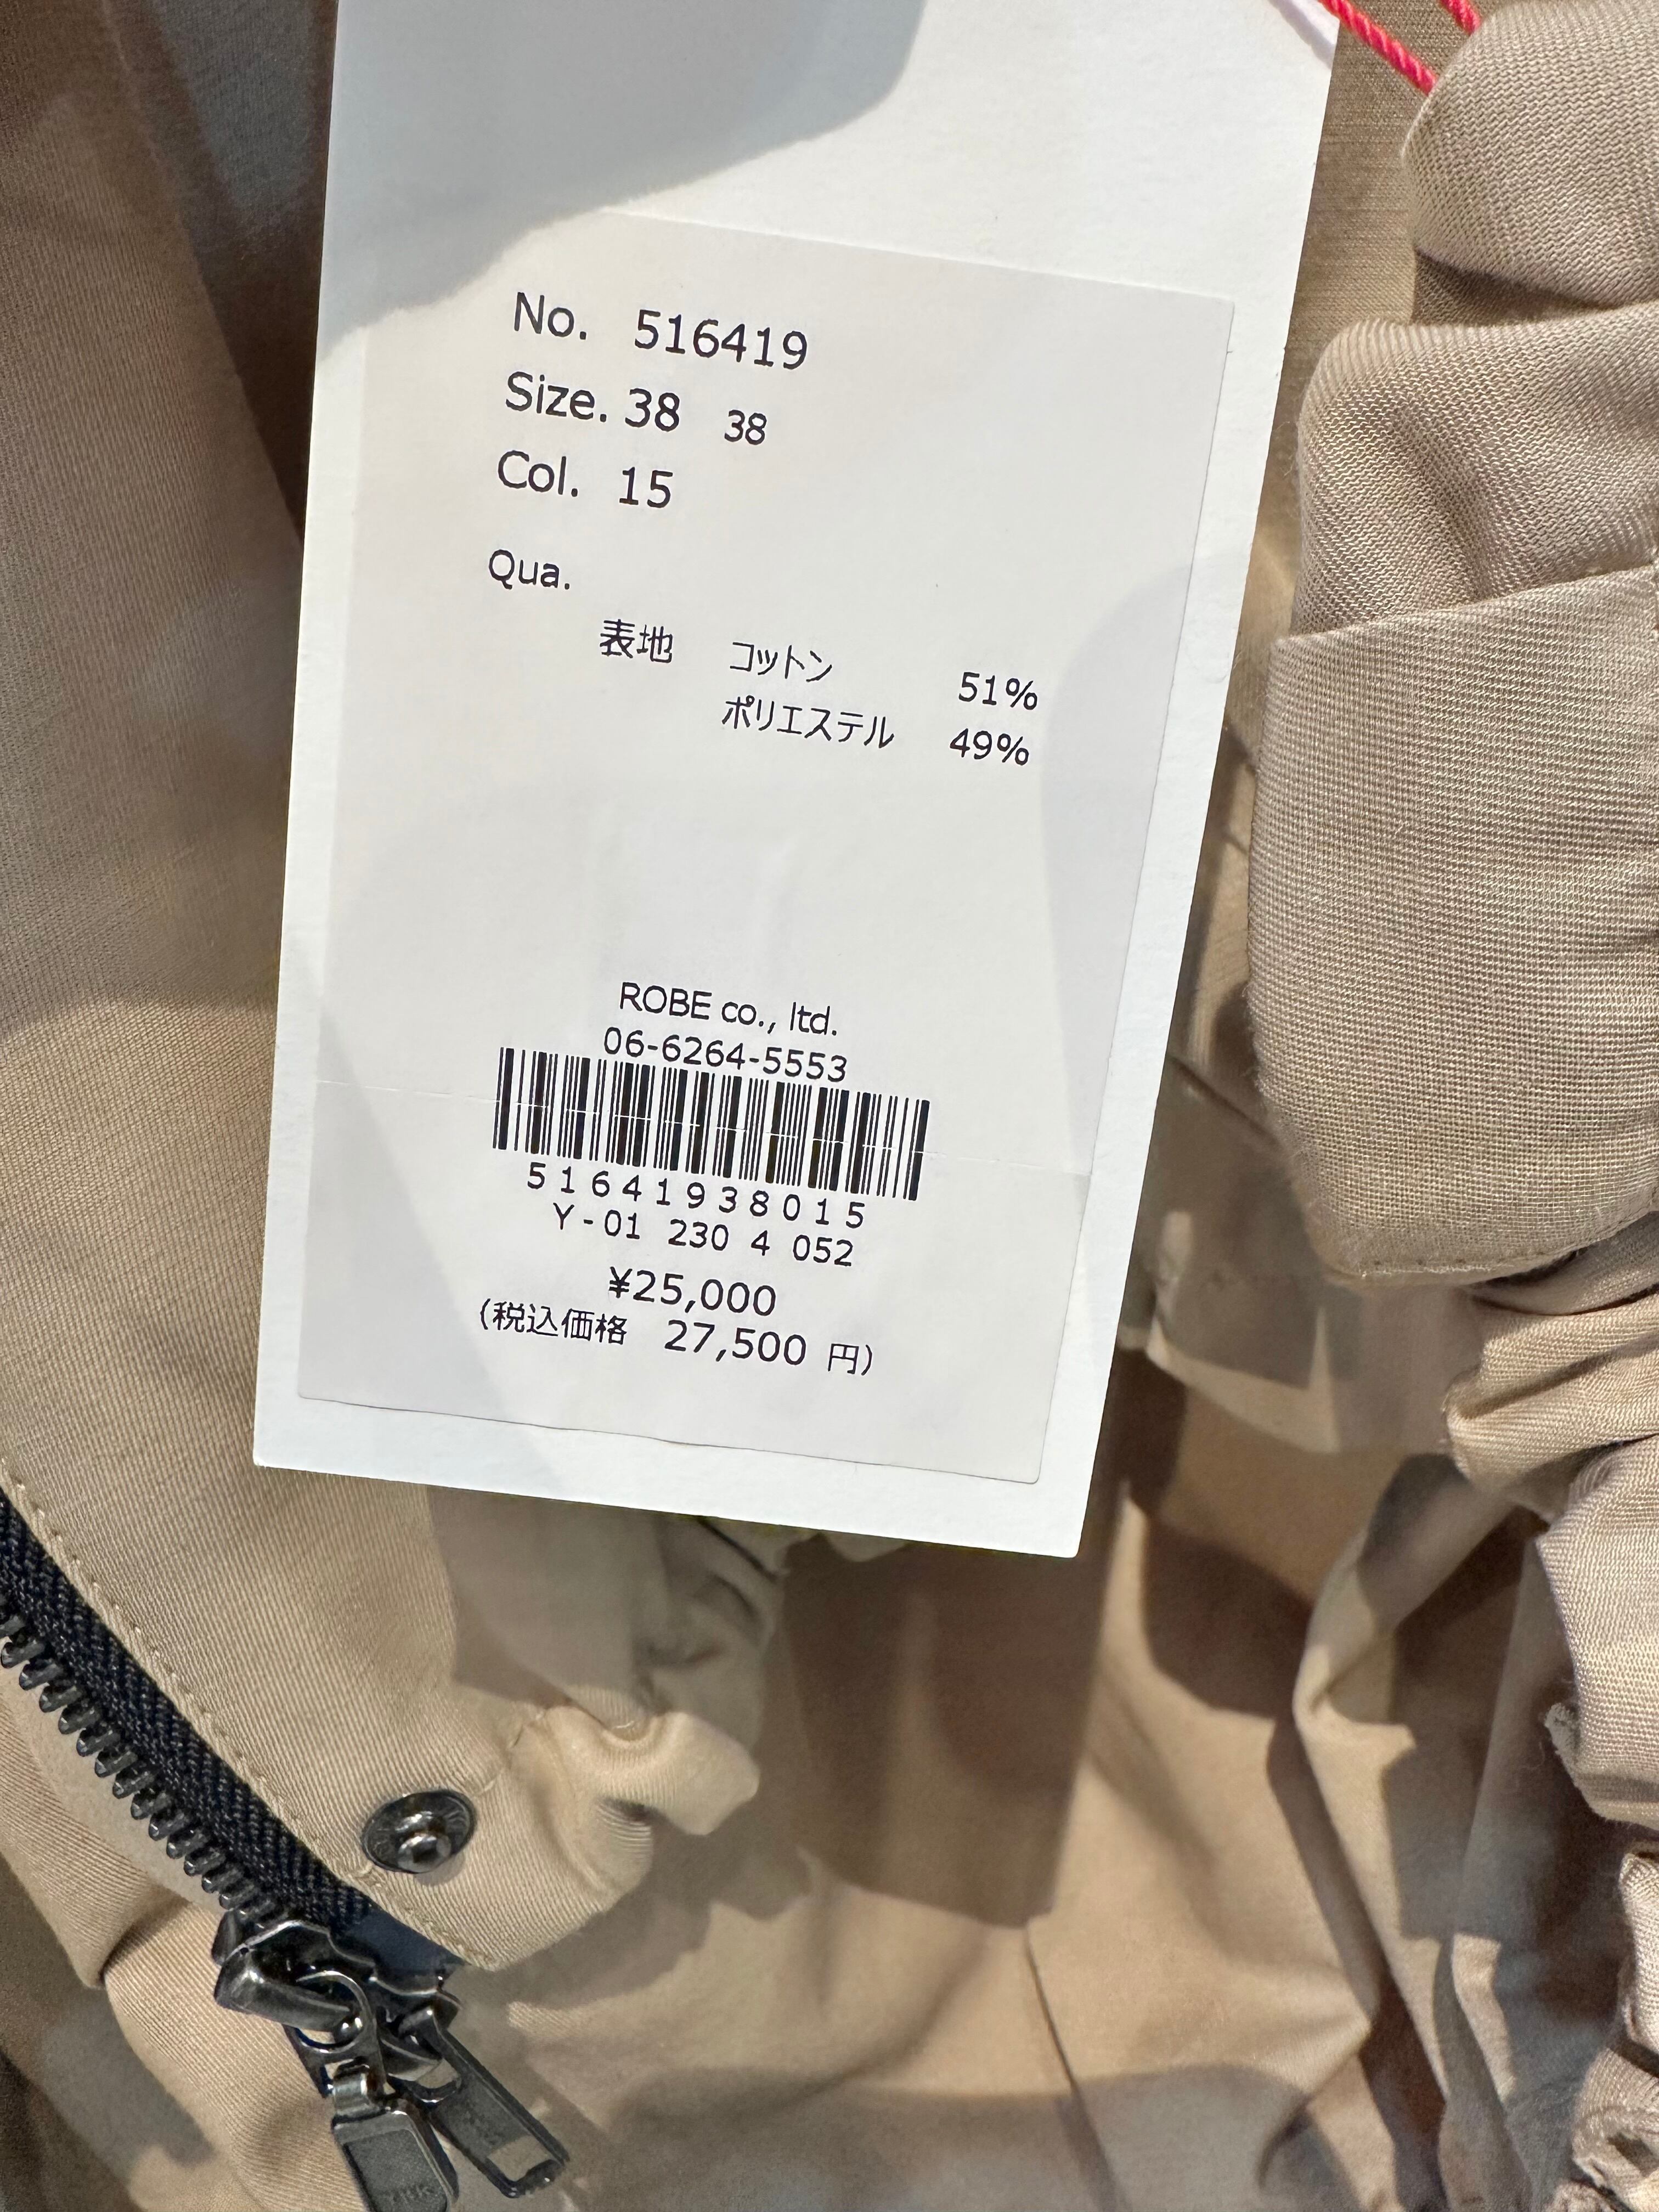 No. 516419
Size. 38 38
Col. 15
Qua.
表地 コットン 51%
ポリエステル 49%
ROBE co., ltd.
06-6264-5553
51641938015
Y-01 230 4 052
¥25,000
(税込価格 27,500 円)